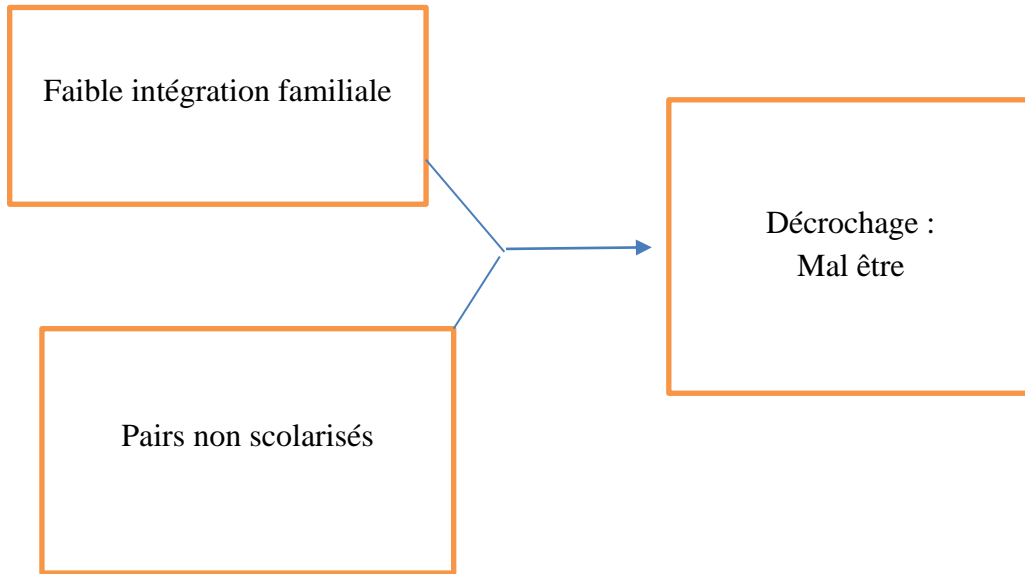 Faible intégration familiale
Décrochage :
Mal être
Pairs non scolarisés